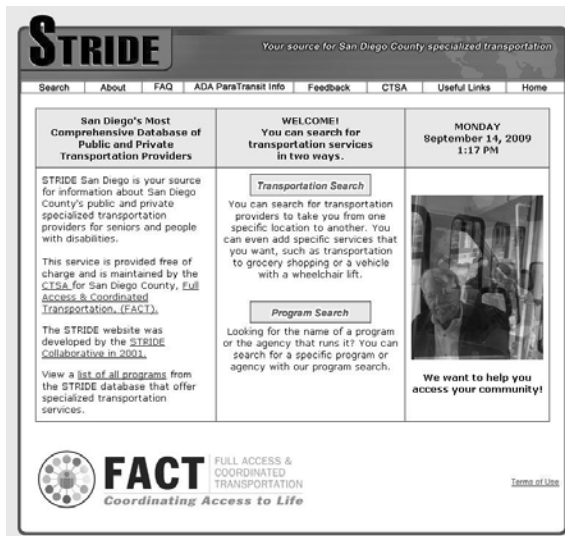 STRIDE
Your source for San Diego County specialized transportation
Search About FAQ ADA ParaTransit Info Feedback CTSA Useful Links Home
San Diego's Most
Comprehensive Database of
Public and Private
Transportation Providers
STRIDE San Diego is your source
for information about San Diego
County's public and private
specialized transportation
providers for seniors and people
with disabilities.
This service is provided free of
charge and is maintained by the
CTSA for San Diego County, Full
Access & Coordinated
Transportation, (FACT).
The STRIDE website was
developed by the STRIDE
Collaborative in 2001.
View a list of all programs from
the STRIDE database that offer
specialized transportation
services.
WELCOME!
You can search for
transportation services
in two ways.
Transportation Search
You can search for transportation
providers to take you from one
specific location to another. You
can even add specific services that
you want, such as transportation
to grocery shopping or a vehicle
with a wheelchair lift.
Program Search
Looking for the name of a program
or the agency that runs it? You can
search for a specific program or
agency with our program search.
MONDAY
September 14, 2009
1:17 PM
We want to help you
access your community!
FACT
FULL ACCESS &
COORDINATED
TRANSPORTATION
Coordinating Access to Life
Terms of Use